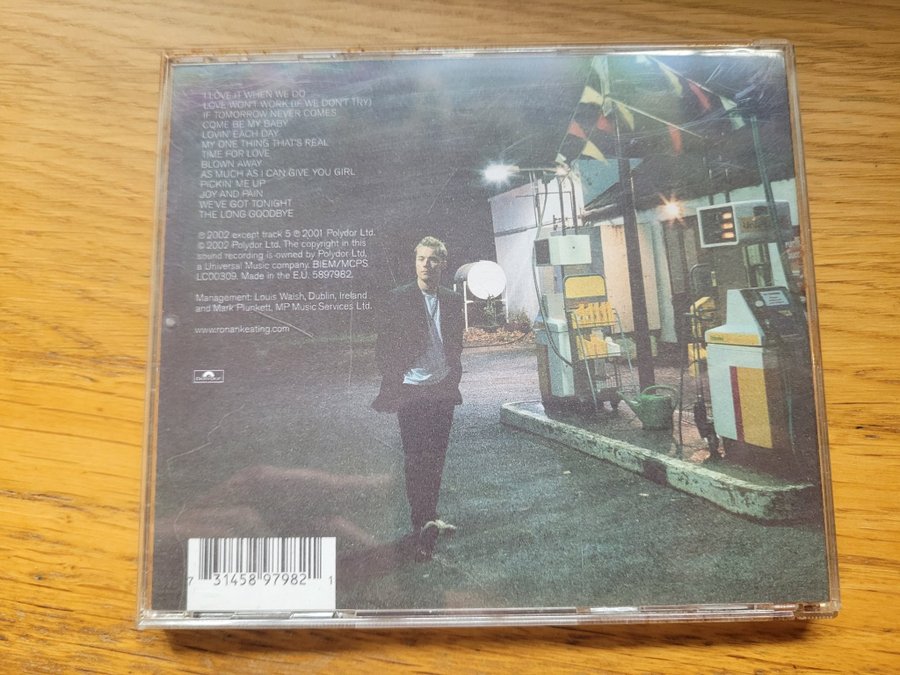 I LOVE IT WHEN WE DO
LOVE WON'T WORK (IF WE DON'T TRY)
IF TOMORROW NEVER COMES
COME BE MY BABY
LOVIN' EACH DAY
MY ONE THING THAT'S REAL
TIME FOR LOVE
BLOWN AWAY
AS MUCH AS I CAN GIVE YOU GIRL
PICKIN' ME UP
JOY AND PAIN
WE'VE GOT TONIGHT
THE LONG GOODBYE
℗ 2002 except track 5 ℗ 2001 Polydor Ltd.
© 2002 Polydor Ltd. The copyright in this
sound recording is owned by Polydor Ltd.
a Universal Music company. BIEM/MCPS
LC00309. Made in the E.U. 5897982.
Management: Louis Walsh, Dublin, Ireland
and Mark Plunkett, MP Music Services Ltd.
www.ronankeating.com
7 31458 97982 1